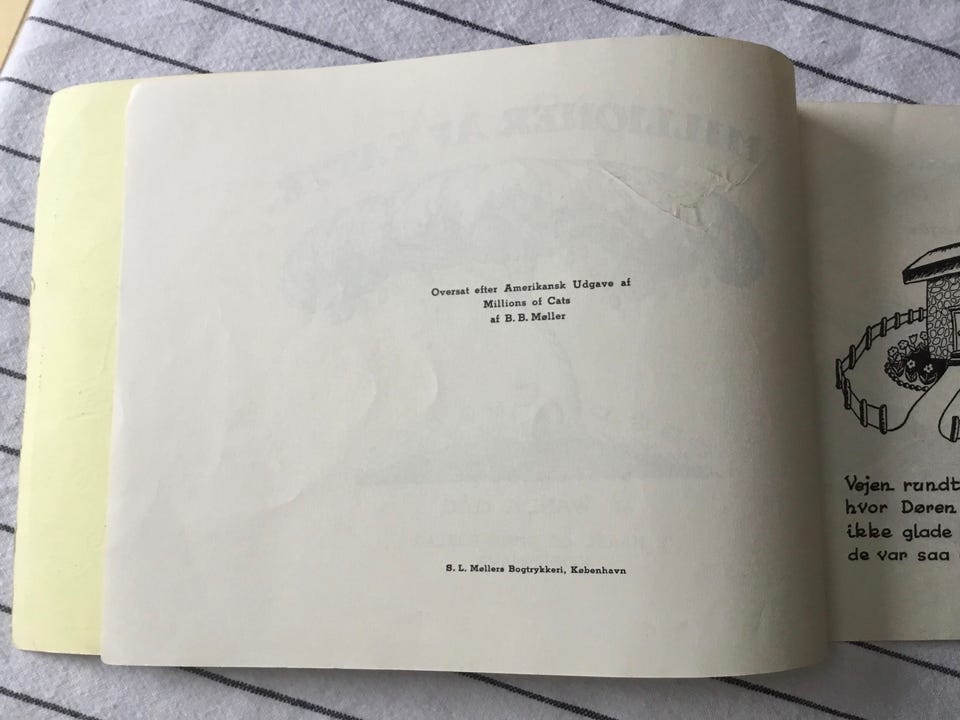 Oversat efter Amerikansk Udgave af
Millions of Cats
af B. B. Møller
S. L. Møllers Bogtrykkeri, København
Vejen rundt
hvor Døren
ikke glade
de var saa